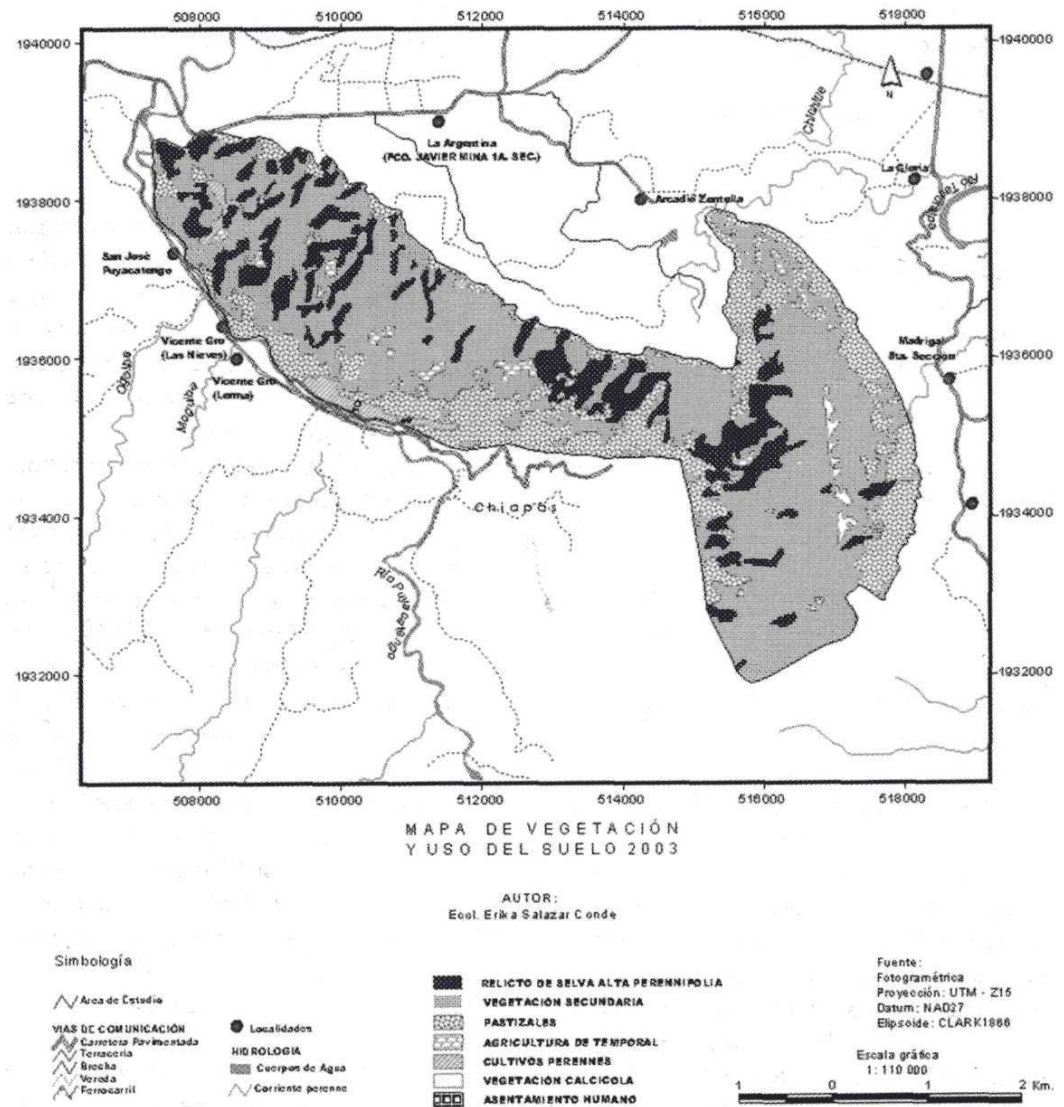 508000 510000 512000 514000 516000 518000
1940000 1940000
N
La Argentina
(FCO. JAVIER MINA 1A. SEC.)
La Gloria
1938000 Arcadio Zentella 1938000
San José
Puyacatengo
Vicente Gro
(Las Nieves)
1936000 1936000
Madrigal
5ta. Sección
Vicente Gro
(Lerma)
1934000 1934000
Chiapas
Río Puyacatengo
1932000 1932000
508000 510000 512000 514000 516000 518000
MAPA DE VEGETACIÓN
Y USO DEL SUELO 2003
AUTOR:
Ecol. Erika Salazar Conde
Simbología
Area de Estudio
VIAS DE COMUNICACIÓN
Carretera Pavimentada
Terracería
Brecha
Vereda
Ferrocarril
Localidades
HIDROLOGIA
Cuerpos de Agua
Corriente perenne
RELICTO DE SELVA ALTA PERENNIFOLIA
VEGETACIÓN SECUNDARIA
PASTIZALES
AGRICULTURA DE TEMPORAL
CULTIVOS PERENNES
VEGETACIÓN CALCICOLA
ASENTAMIENTO HUMANO
Fuente:
Fotogramétrica
Proyección: UTM - Z15
Datum: NAD27
Elipsoide: CLARK1866
Escala gráfica
1: 110 000
1 0 1 2 Km.